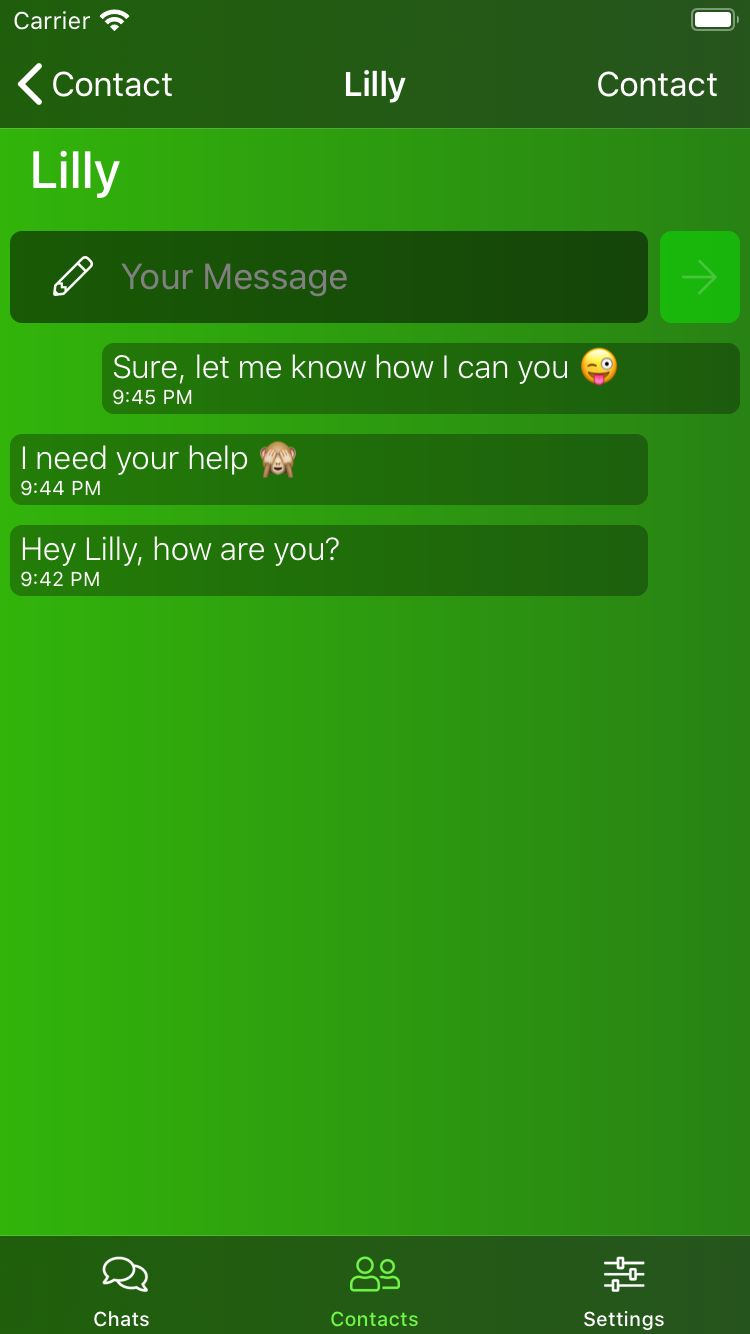 Carrier
Contact Lilly Contact
Lilly
Your Message
Sure, let me know how I can you 😜
9:45 PM
I need your help 🙈
9:44 PM
Hey Lilly, how are you?
9:42 PM
Chats Contacts Settings